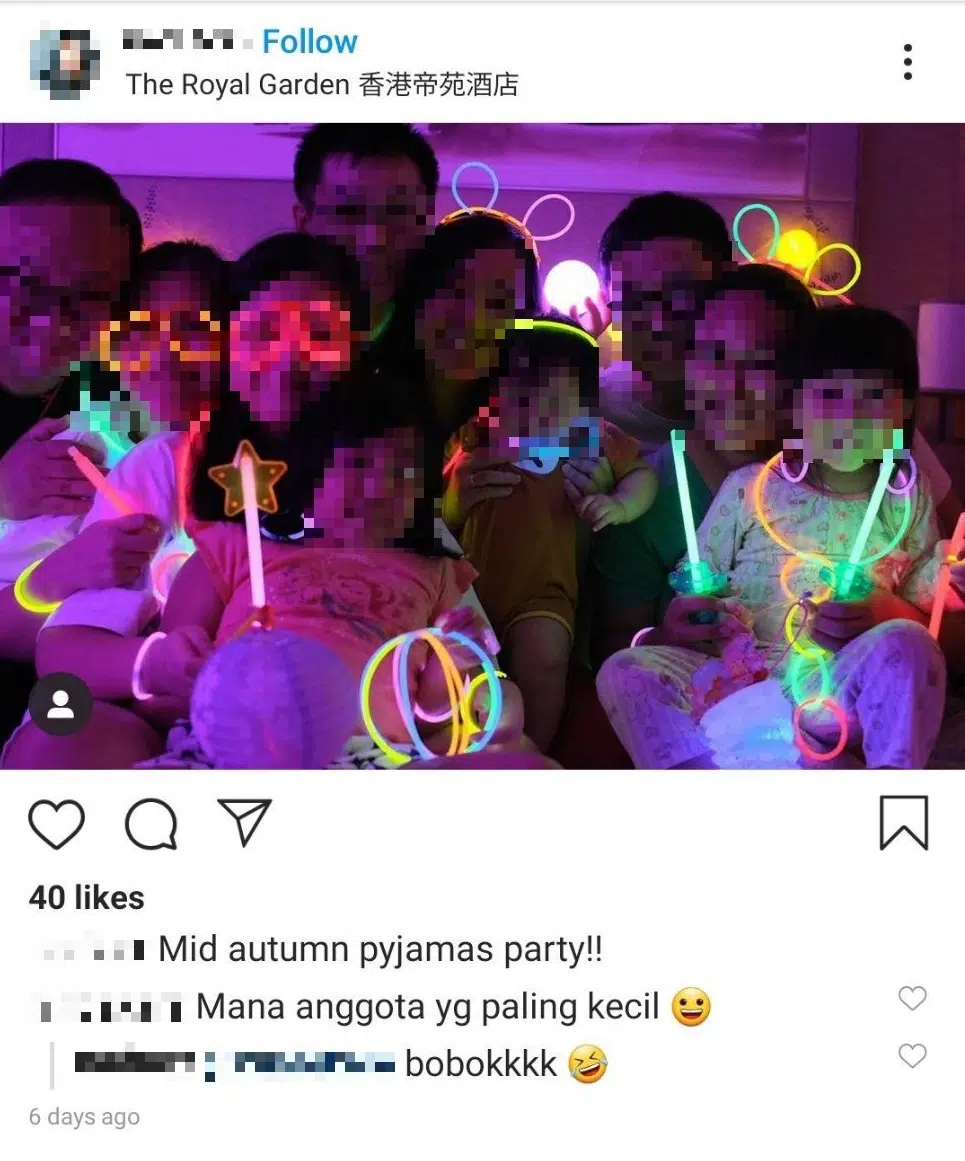 Follow
The Royal Garden 香港帝苑酒店
40 likes
Mid autumn pyjamas party!!
Mana anggota yg paling kecil 😀
bobokkkk 🤣
6 days ago